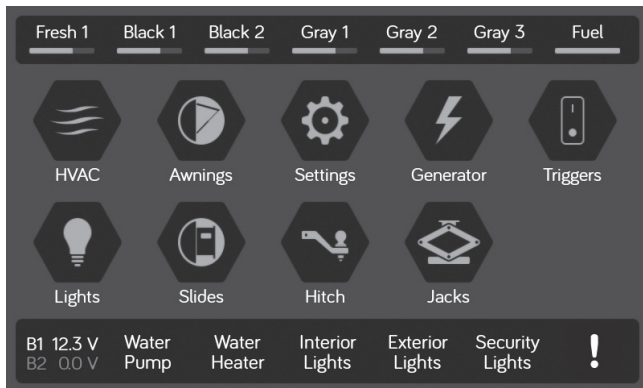 Fresh 1 Black 1 Black 2 Gray 1 Gray 2 Gray 3 Fuel
HVAC Awnings Settings Generator Triggers
Lights Slides Hitch Jacks
B1 12.3 V Water Water Interior Exterior Security !
B2 0.0 V Pump Heater Lights Lights Lights